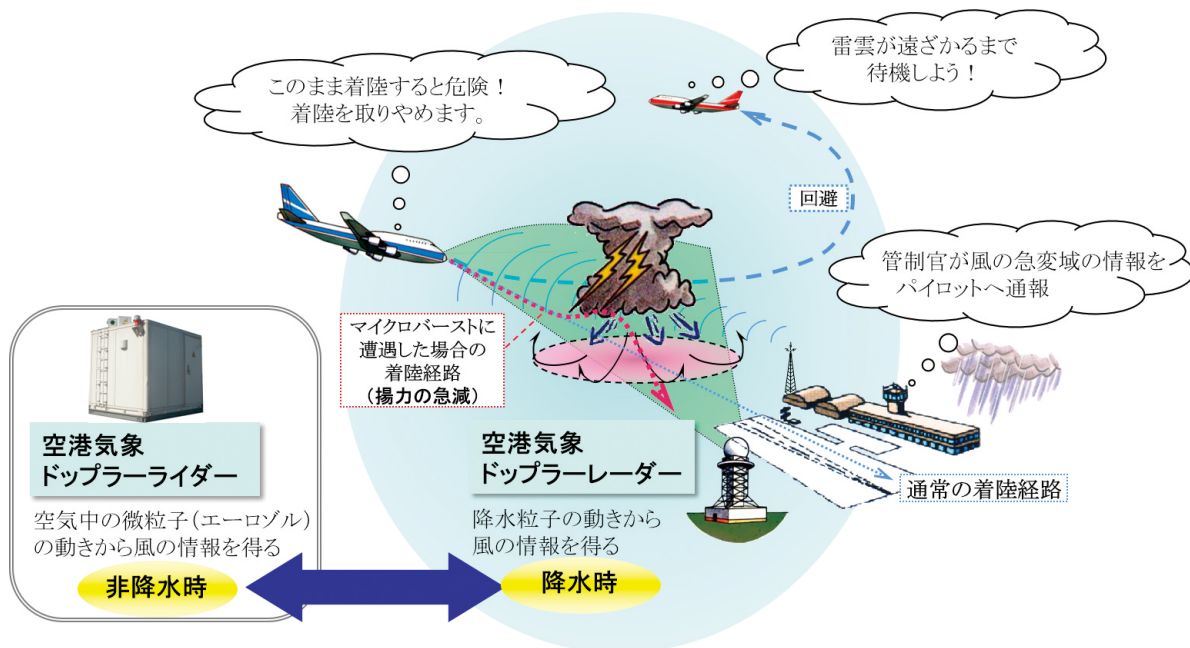 雷雲が遠ざかるまで
待機しよう!
このまま着陸すると危険!
着陸を取りやめます。
回避
管制官が風の急変域の情報を
パイロットへ通報
マイクロバーストに
遭遇した場合の
着陸経路
(揚力の急減)
空港気象
ドップラーライダー
空気中の微粒子(エーロゾル)
の動きから風の情報を得る
非降水時
空港気象
ドップラーレーダー
降水粒子の動きから
風の情報を得る
降水時
通常の着陸経路